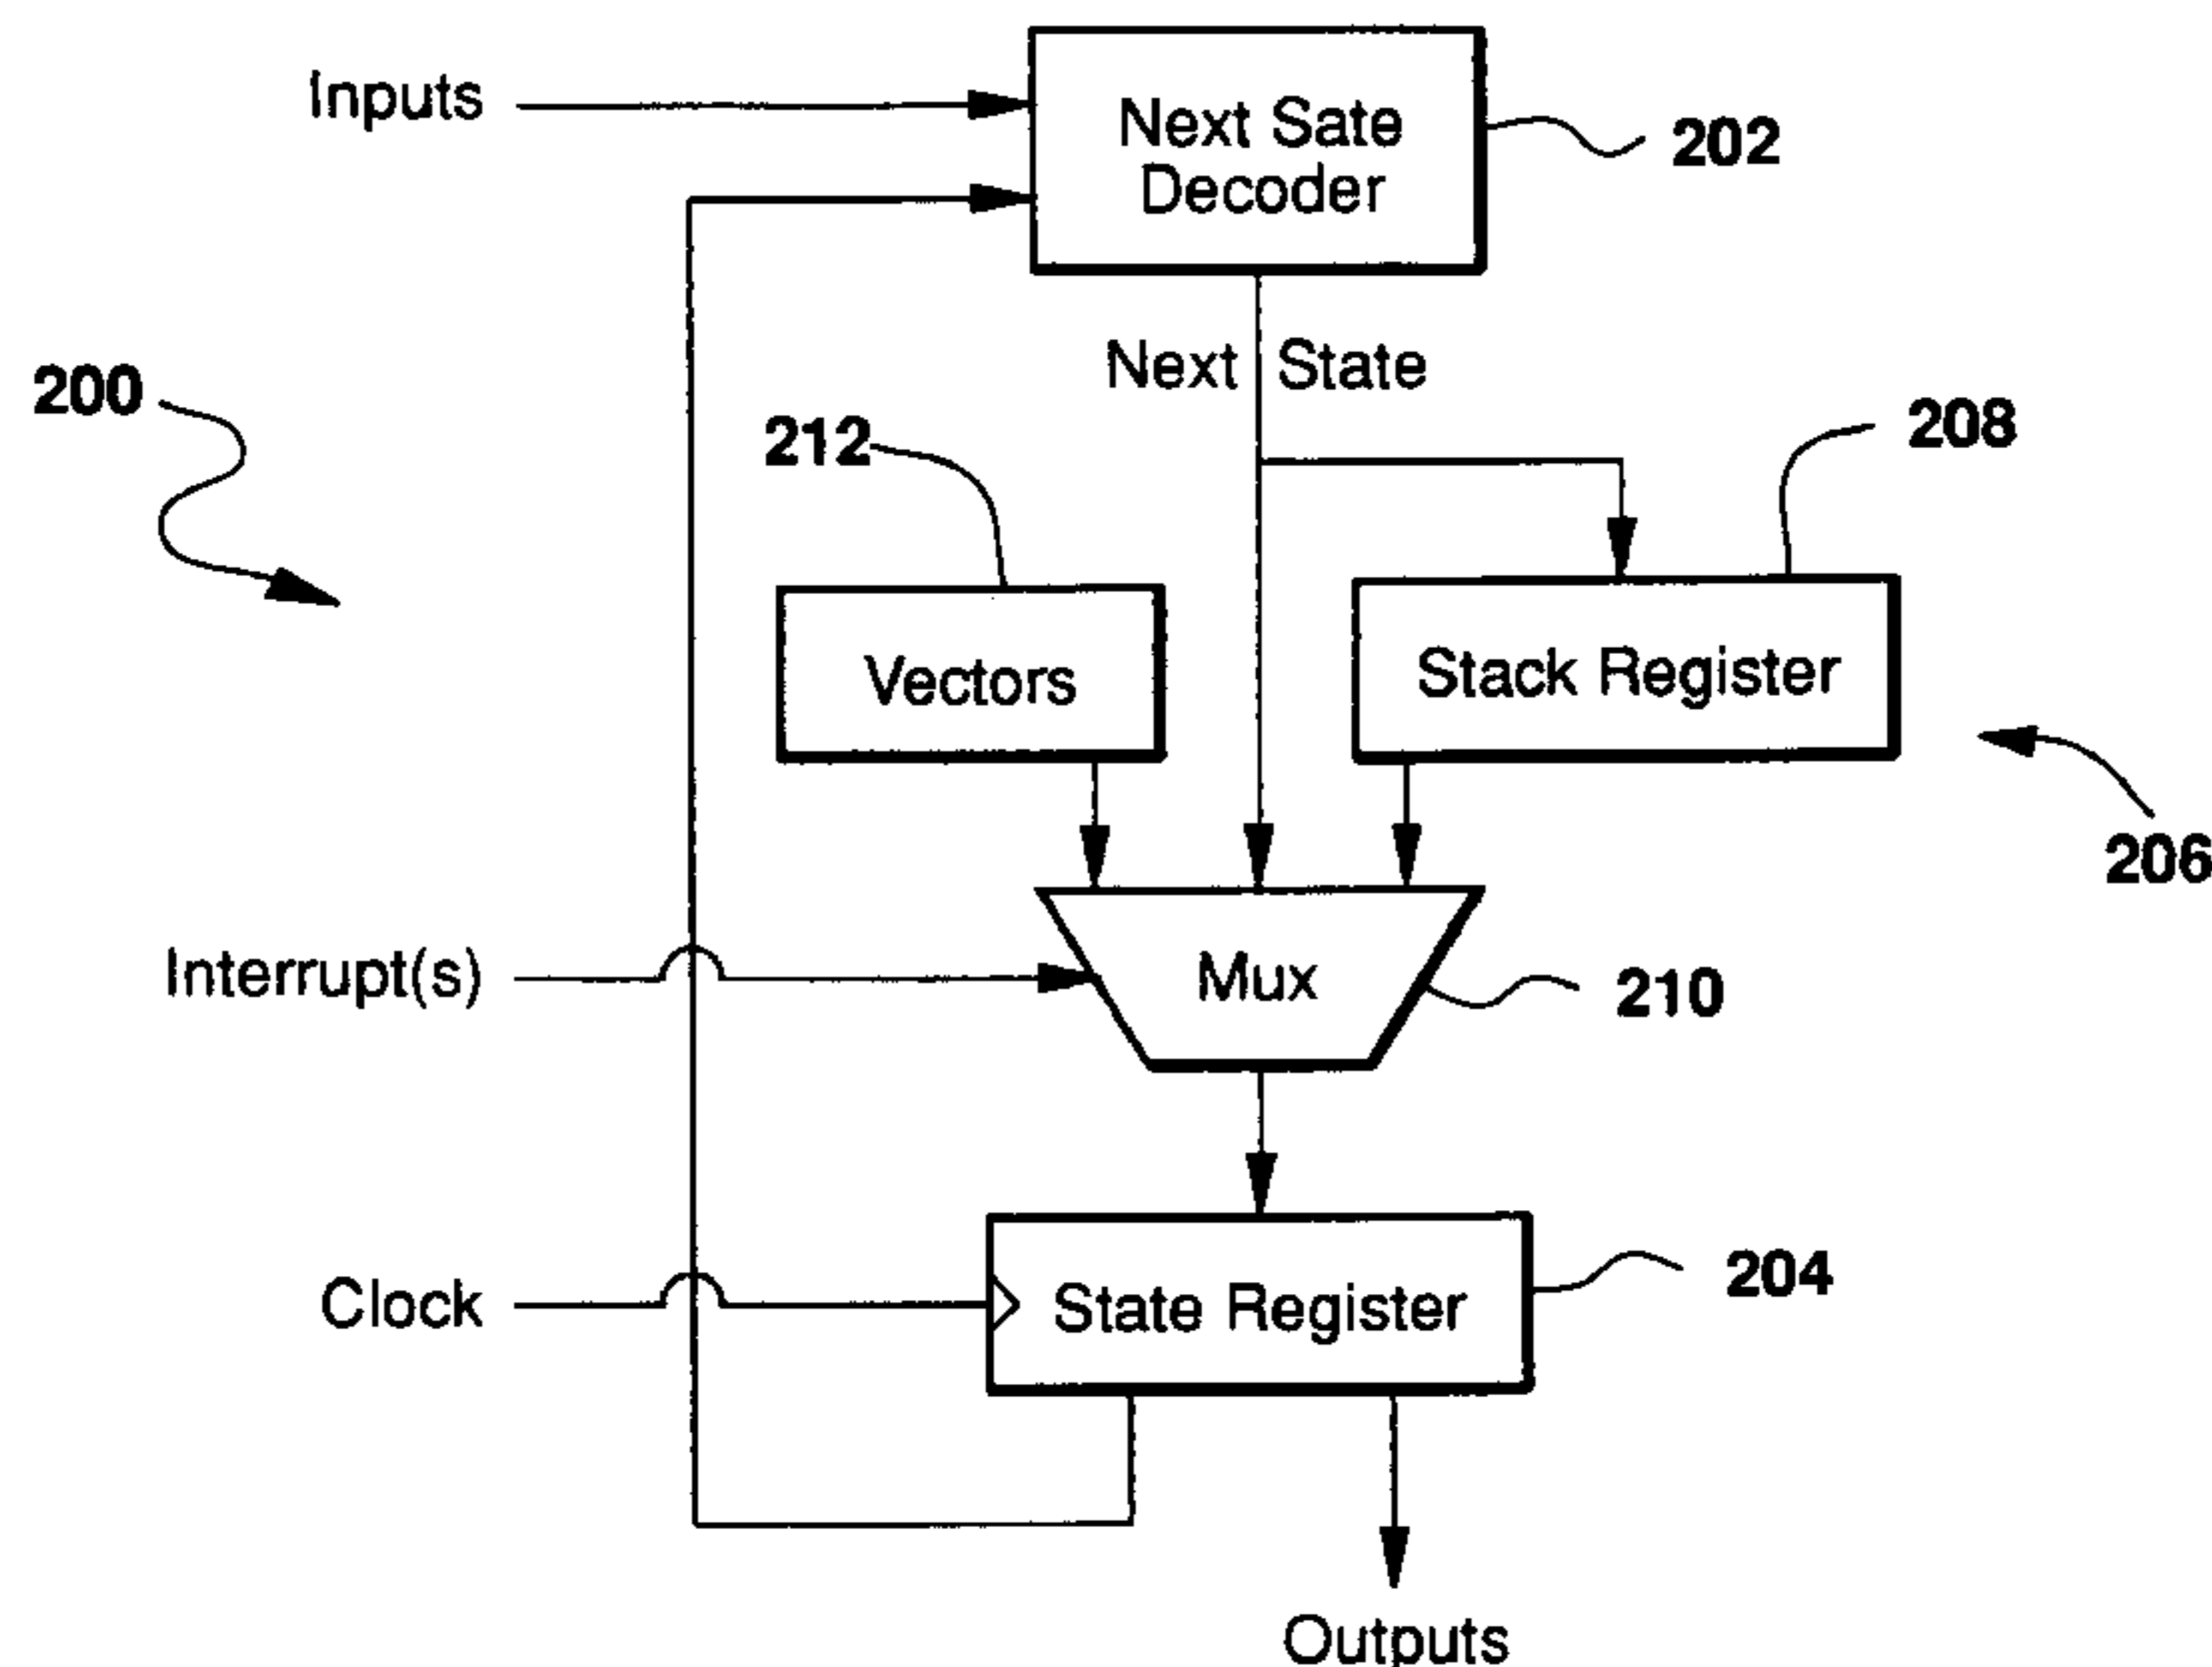 Inputs
Next Sate
Decoder
202
Next State
200
212
208
Vectors
Stack Register
206
Interrupt(s)
Mux
210
Clock
State Register
204
Outputs